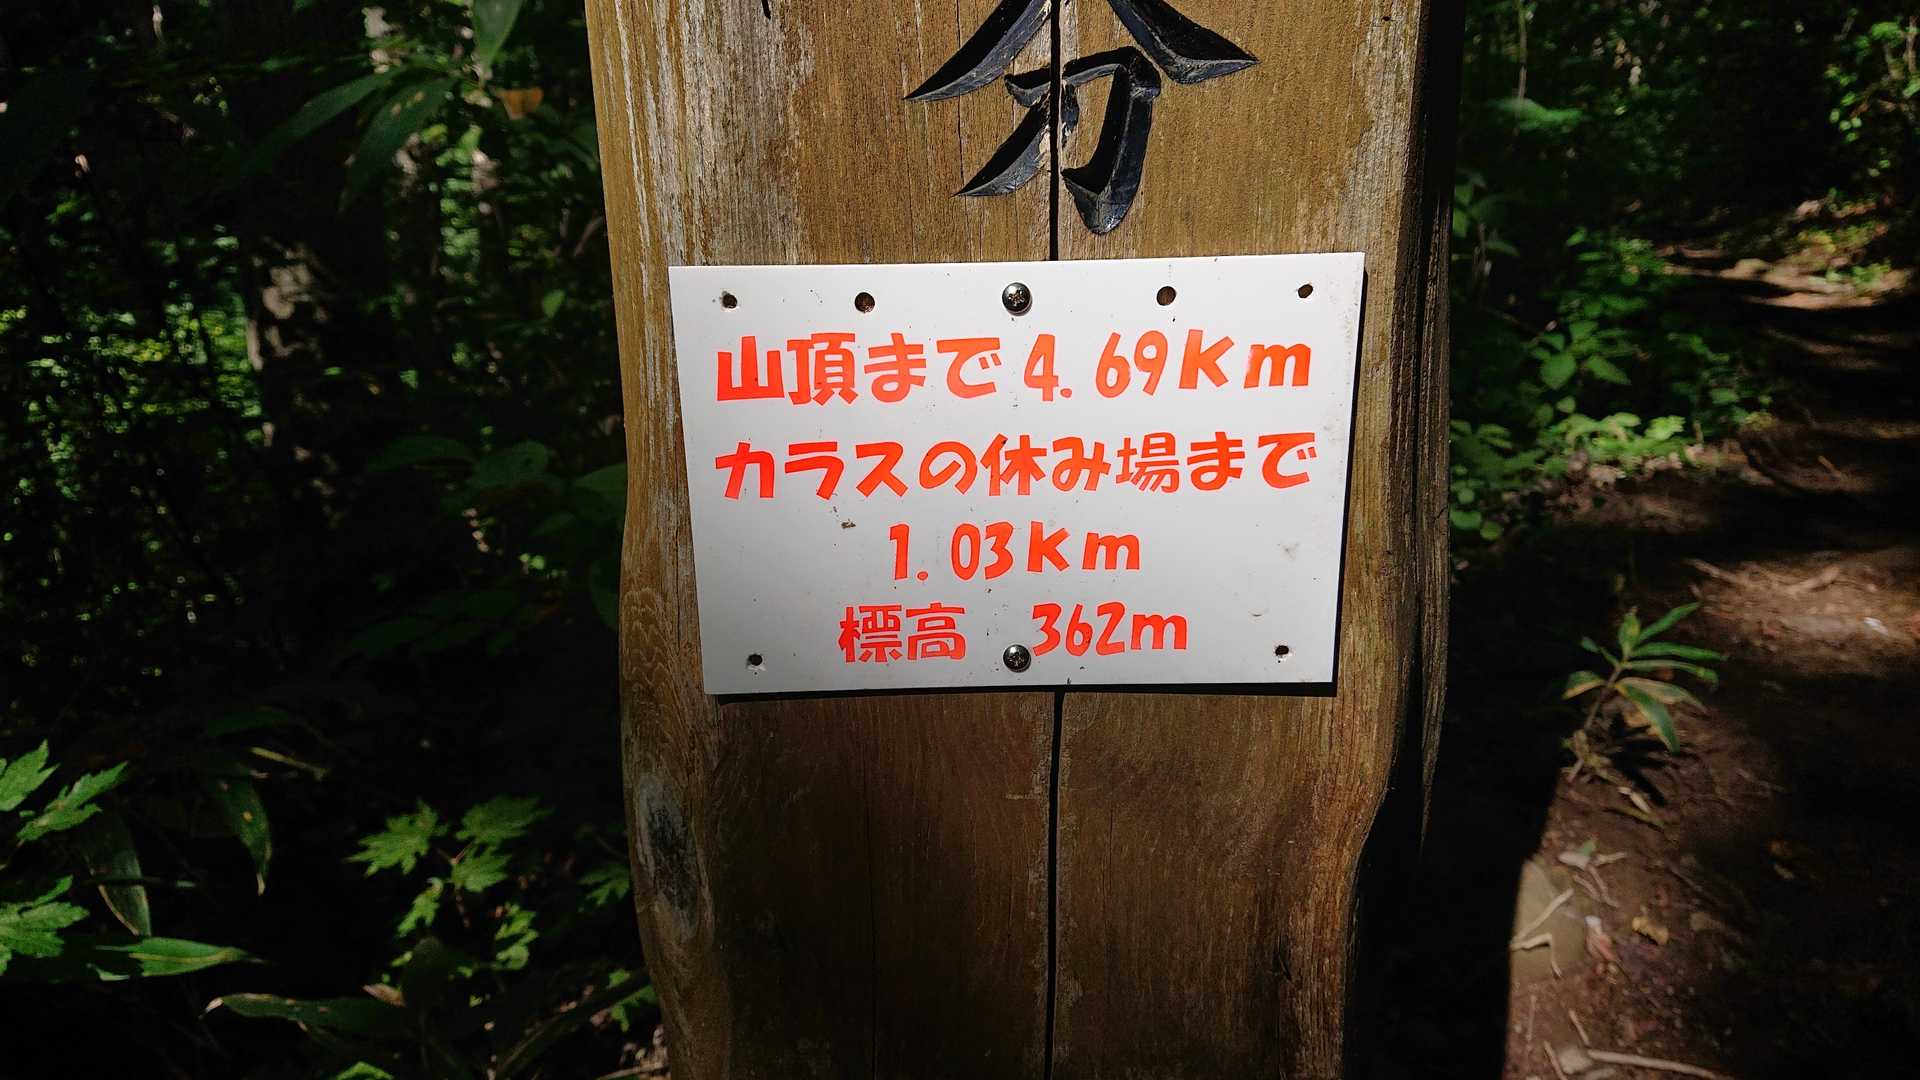 分
山頂まで4.69km
カラスの休み場まで
1.03km
標高 362m